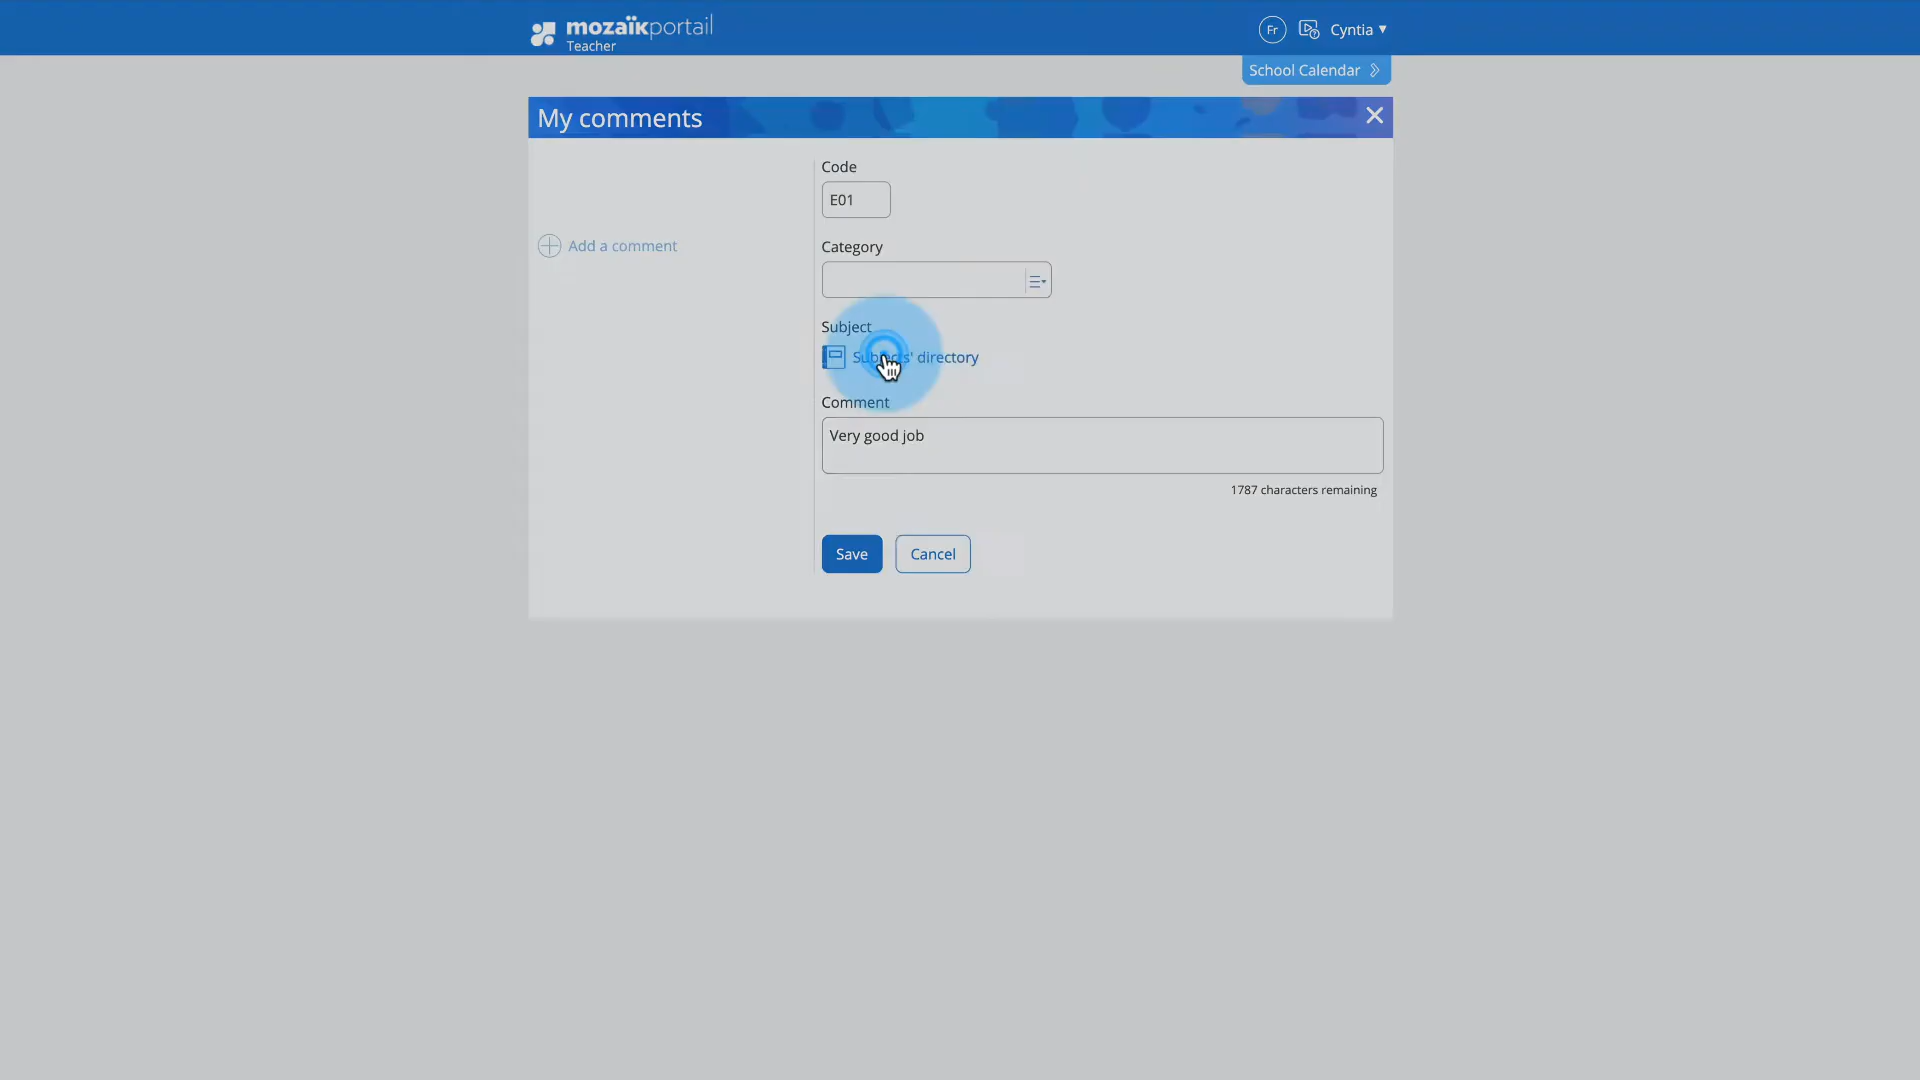 mozaïkportail
Teacher
Fr
Cyntia
School Calendar
My comments
Code
E01
Add a comment
Category
Subject
Subjects' directory
Comment
Very good job
1787 characters remaining
Save
Cancel